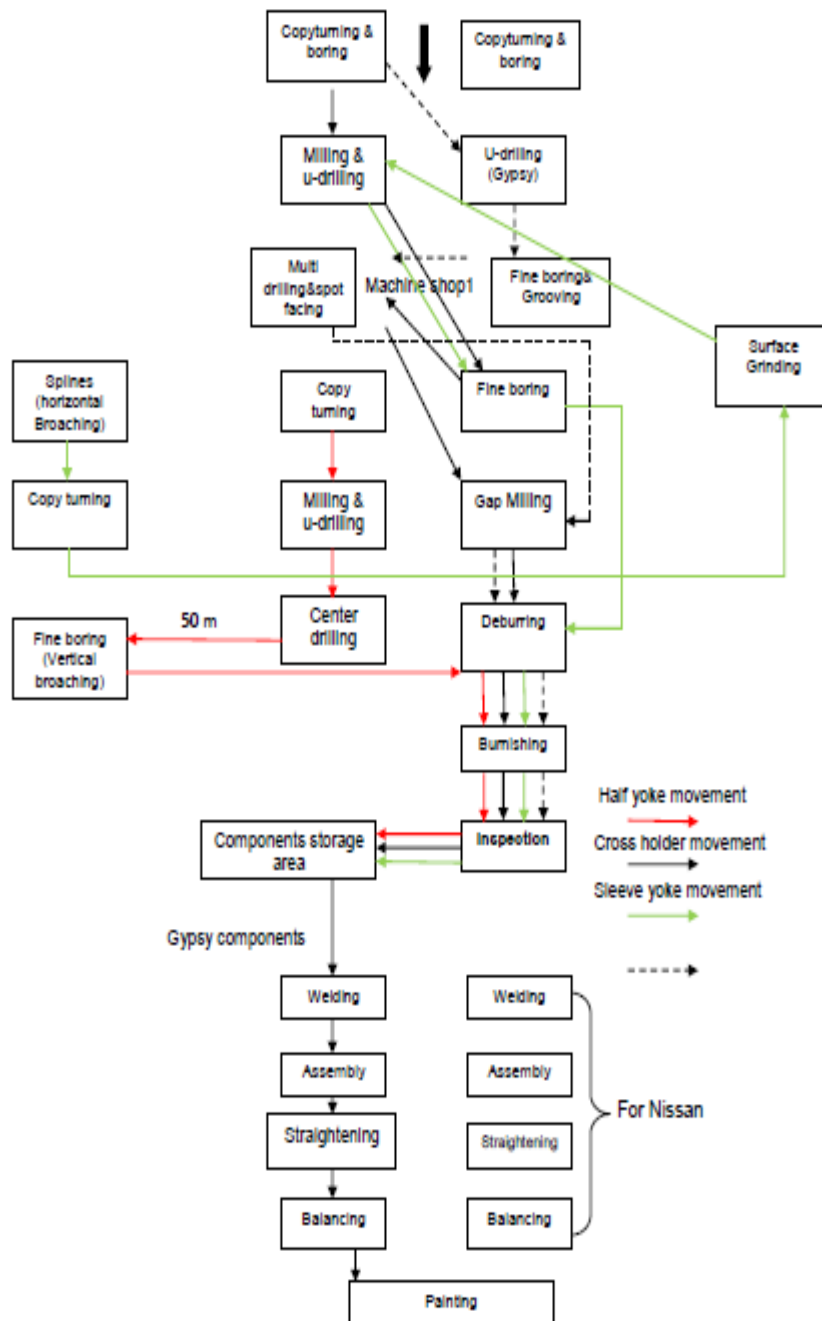 Copyturning &
boring
Copyturning &
boring
Milling &
u-drilling
U-drilling
(Gypsy)
Multi
drilling&spot
facing
Machine shop1
Fine boring&
Grooving
Surface
Grinding
Splines
(horizontal
Broaching)
Copy
turning
Fine boring
Copy turning
Milling &
u-drilling
Gap Milling
50 m
Center
drilling
Deburring
Fine boring
(Vertical
broaching)
Burnishing
Half yoke movement
Components storage
area
Inspection
Cross holder movement
Sleeve yoke movement
Gypsy components
Welding
Welding
Assembly
Assembly
For Nissan
Straightening
Straightening
Balancing
Balancing
Painting